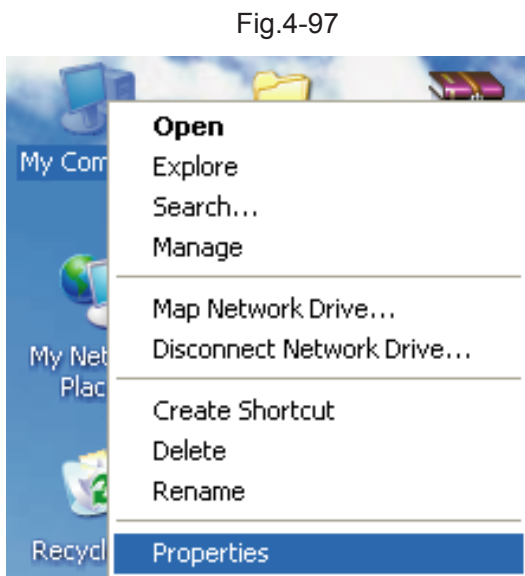 Fig.4-97
My Com
Open
Explore
Search...
Manage
Map Network Drive...
Disconnect Network Drive...
My Net
Plac
Create Shortcut
Delete
Rename
Recycl
Properties